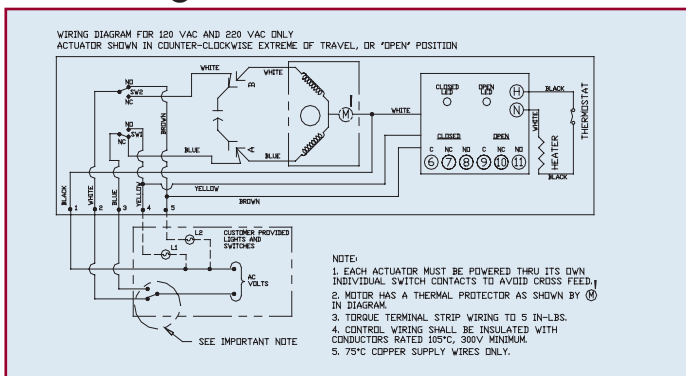 WIRING DIAGRAM FOR 120 VAC AND 220 VAC ONLY
ACTUATOR SHOWN IN COUNTER-CLOCKWISE EXTREME OF TRAVEL, OR "OPEN" POSITION
NO
SW2
NC
WHITE
WHITE
B
NO
SW1
NC
BROWN
BLUE
A
BLUE
M
WHITE
CLOSED LED
OPEN LED
H
N
BLACK
WHITE
HEATER
BLACK
THERMOSTAT
CLOSED
OPEN
C NC NO C NC NO
6 7 8 9 10 11
YELLOW
BROWN
BLACK
WHITE
BLUE
YELLOW
1 2 3 4 5
CUSTOMER PROVIDED
LIGHTS AND
SWITCHES
L2
L1
AC
VOLTS
SEE IMPORTANT NOTE
NOTE:
1. EACH ACTUATOR MUST BE POWERED THRU ITS OWN
INDIVIDUAL SWITCH CONTACTS TO AVOID CROSS FEED.
2. MOTOR HAS A THERMAL PROTECTOR AS SHOWN BY M
IN DIAGRAM.
3. TORQUE TERMINAL STRIP WIRING TO 5 IN-LBS.
4. CONTROL WIRING SHALL BE INSULATED WITH
CONDUCTORS RATED 105°C, 300V MINIMUM.
5. 75°C COPPER SUPPLY WIRES ONLY.